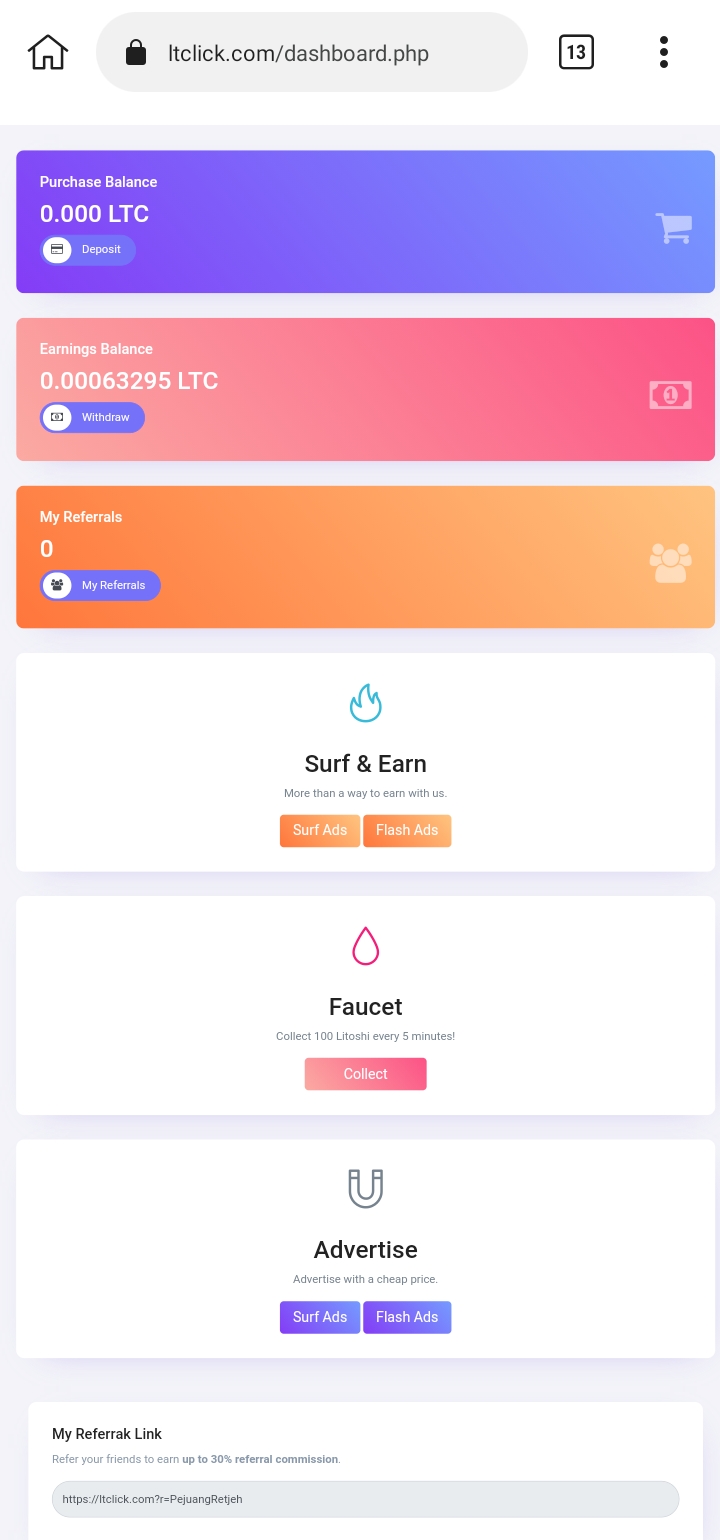 ltclick.com/dashboard.php
13
Purchase Balance
0.000 LTC
Deposit
Earnings Balance
0.00063295 LTC
1
Withdraw
My Referrals
0
My Referrals
Surf & Earn
More than a way to earn with us.
Surf Ads Flash Ads
Faucet
Collect 100 Litoshi every 5 minutes!
Collect
Advertise
Advertise with a cheap price.
Surf Ads Flash Ads
My Referrak Link
Refer your friends to earn up to 30% referral commission.
https://ltclick.com?r=PejuangRetjeh